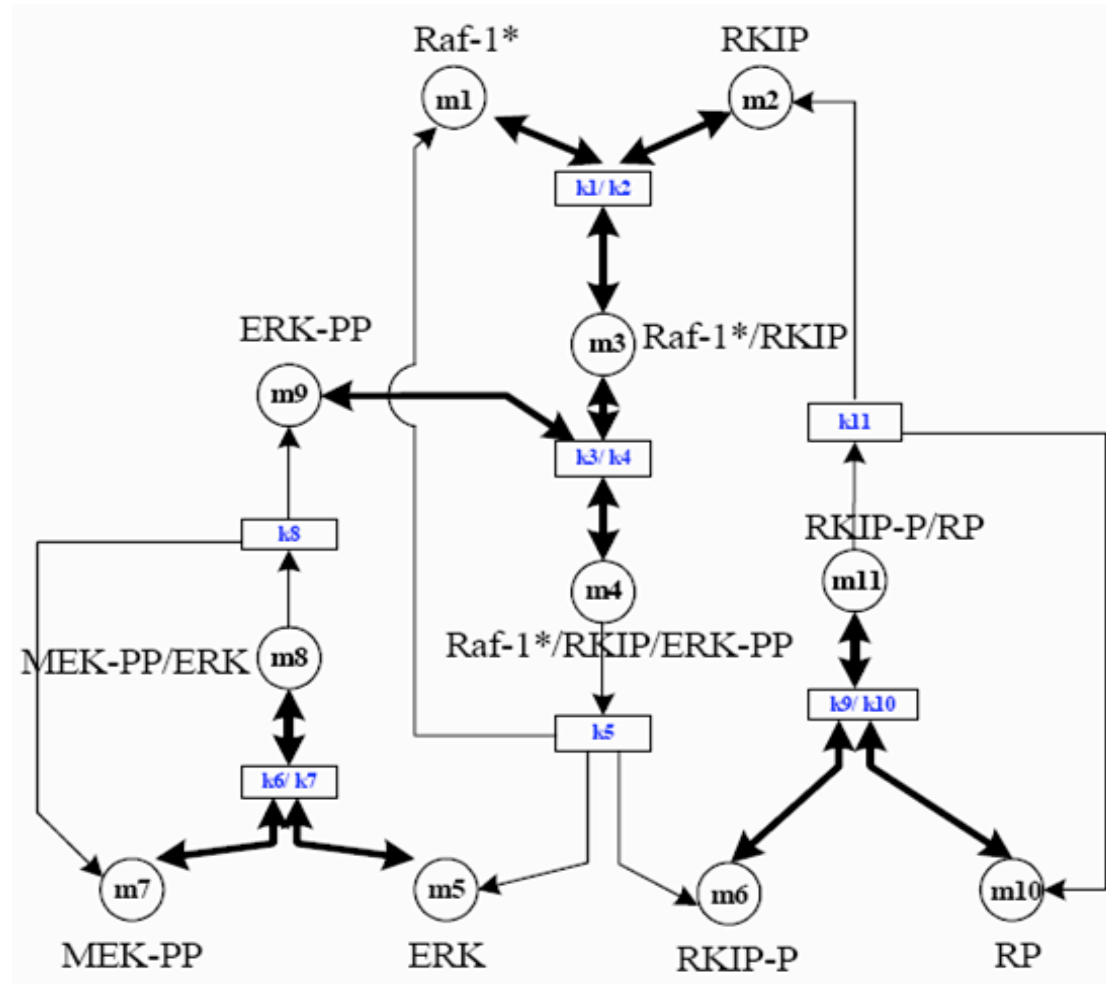 Raf-1*
RKIP
m1
m2
k1/ k2
ERK-PP
m3
Raf-1*/RKIP
m9
k11
k3/ k4
k8
RKIP-P/RP
m11
m4
MEK-PP/ERK
m8
Raf-1*/RKIP/ERK-PP
k9/ k10
k5
k6/ k7
m7
m5
m6
m10
MEK-PP
ERK
RKIP-P
RP